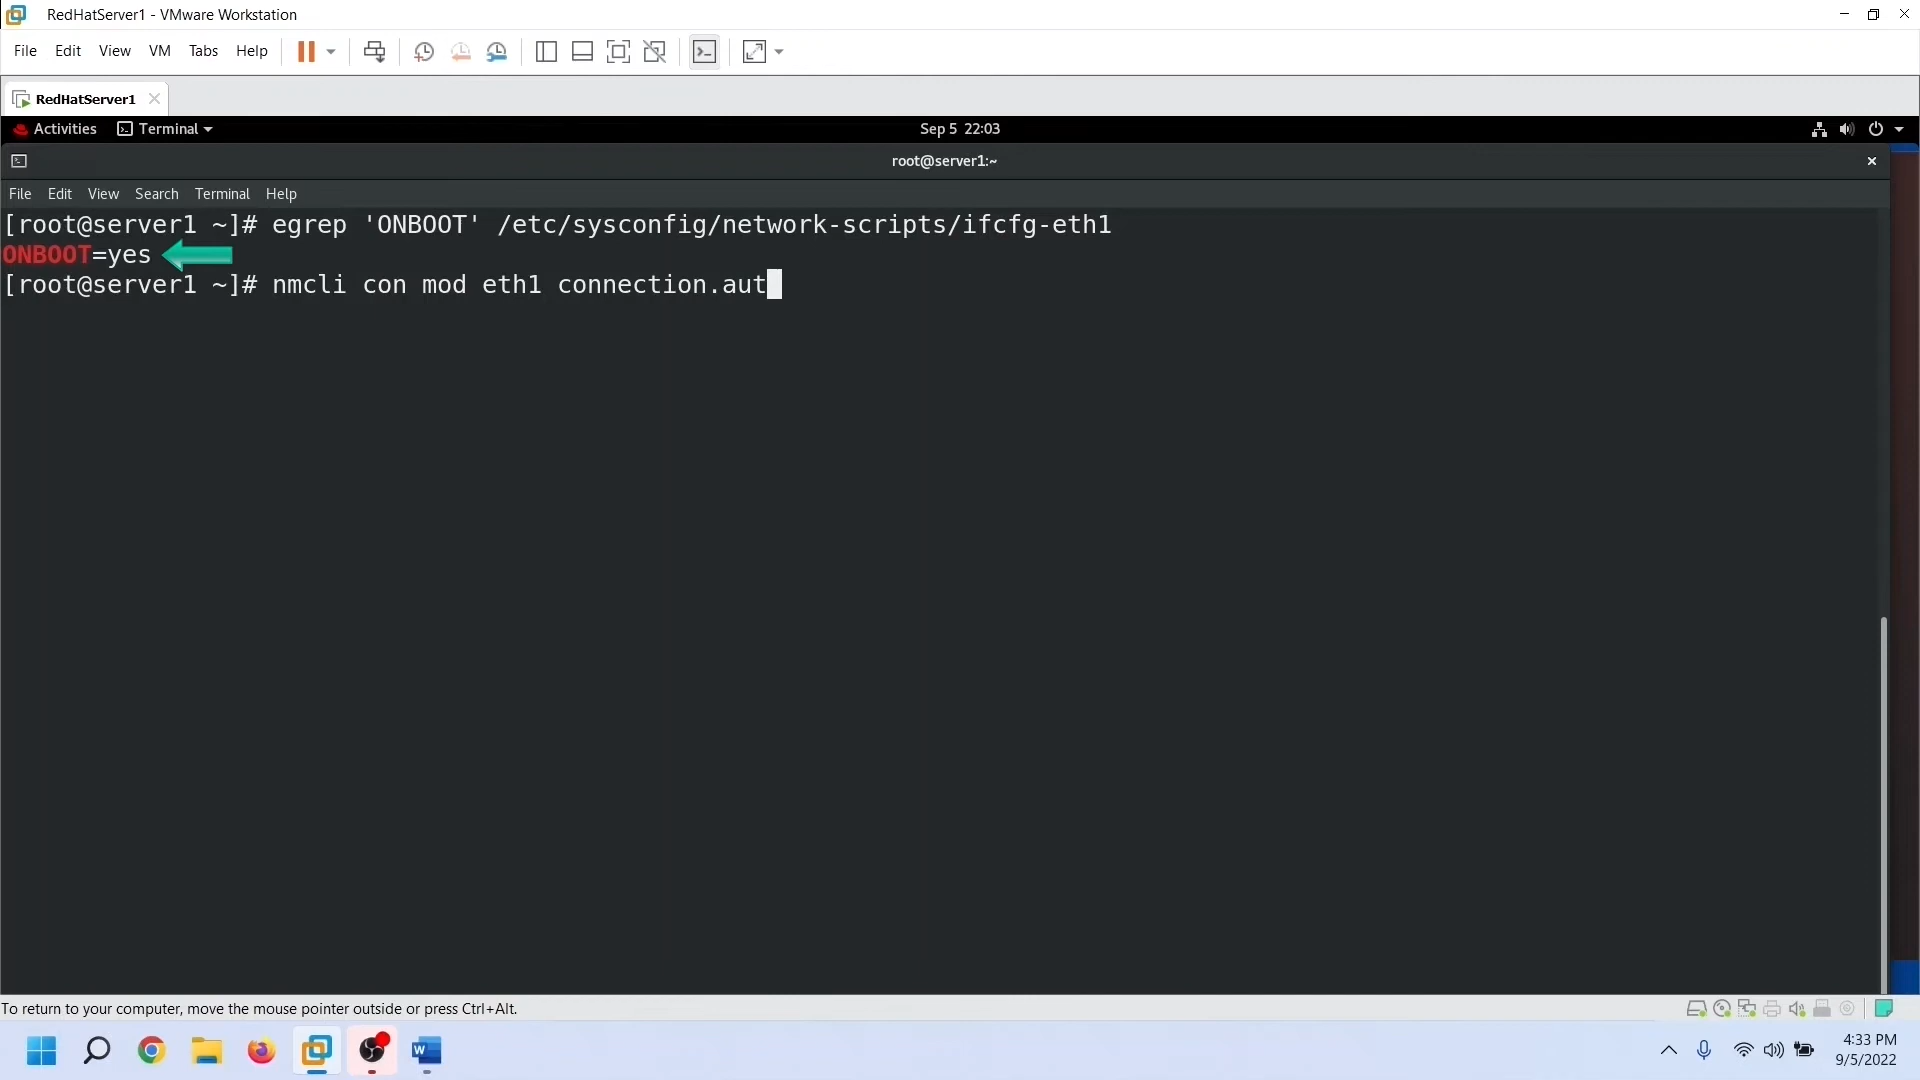 RedHatServer1 - VMware Workstation
File Edit View VM Tabs Help
RedHatServer1
Activities Terminal Sep 5 22:03
root@server1:~
File Edit View Search Terminal Help
[root@server1 ~]# egrep 'ONBOOT' /etc/sysconfig/network-scripts/ifcfg-eth1
ONBOOT=yes
[root@server1 ~]# nmcli con mod eth1 connection.aut
To return to your computer, move the mouse pointer outside or press Ctrl+Alt.
4:33 PM
9/5/2022